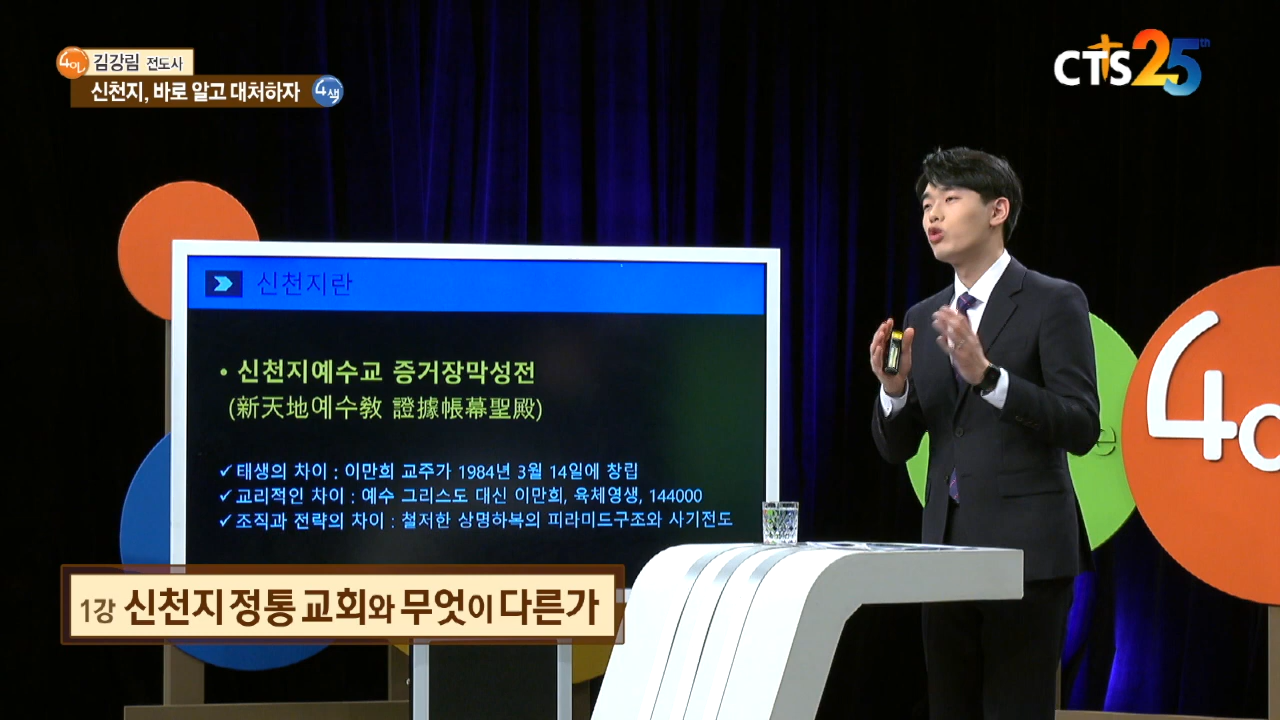 4인 김강림 전도사
신천지, 바로 알고 대처하자 4색
CTS25th
신천지란
• 신천지예수교 증거장막성전
(新天地예수敎 證據帳幕聖殿)
✓ 태생의 차이 : 이만희 교주가 1984년 3월 14일에 창립
✓ 교리적인 차이 : 예수 그리스도 대신 이만희, 육체영생, 144000
✓ 조직과 전략의 차이 : 철저한 상명하복의 피라미드구조와 사기전도
1강 신천지 정통 교회와 무엇이 다른가